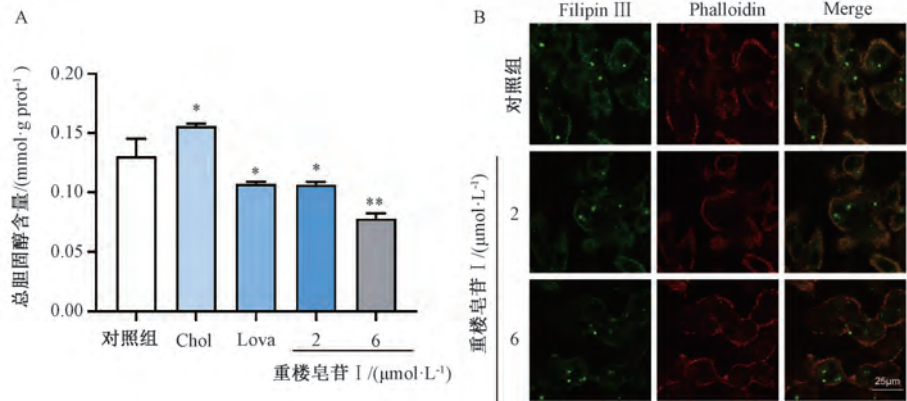 A
总胆固醇含量/(mmol·g prot⁻¹)
0.20
0.15
0.10
0.05
0.00
*
*
*
**
对照组
Chol
Lova
2
6
重楼皂苷 I /(μmol·L⁻¹)
B
Filipin III
Phalloidin
Merge
对照组
重楼皂苷 I /(μmol·L⁻¹)
2
6
25μm